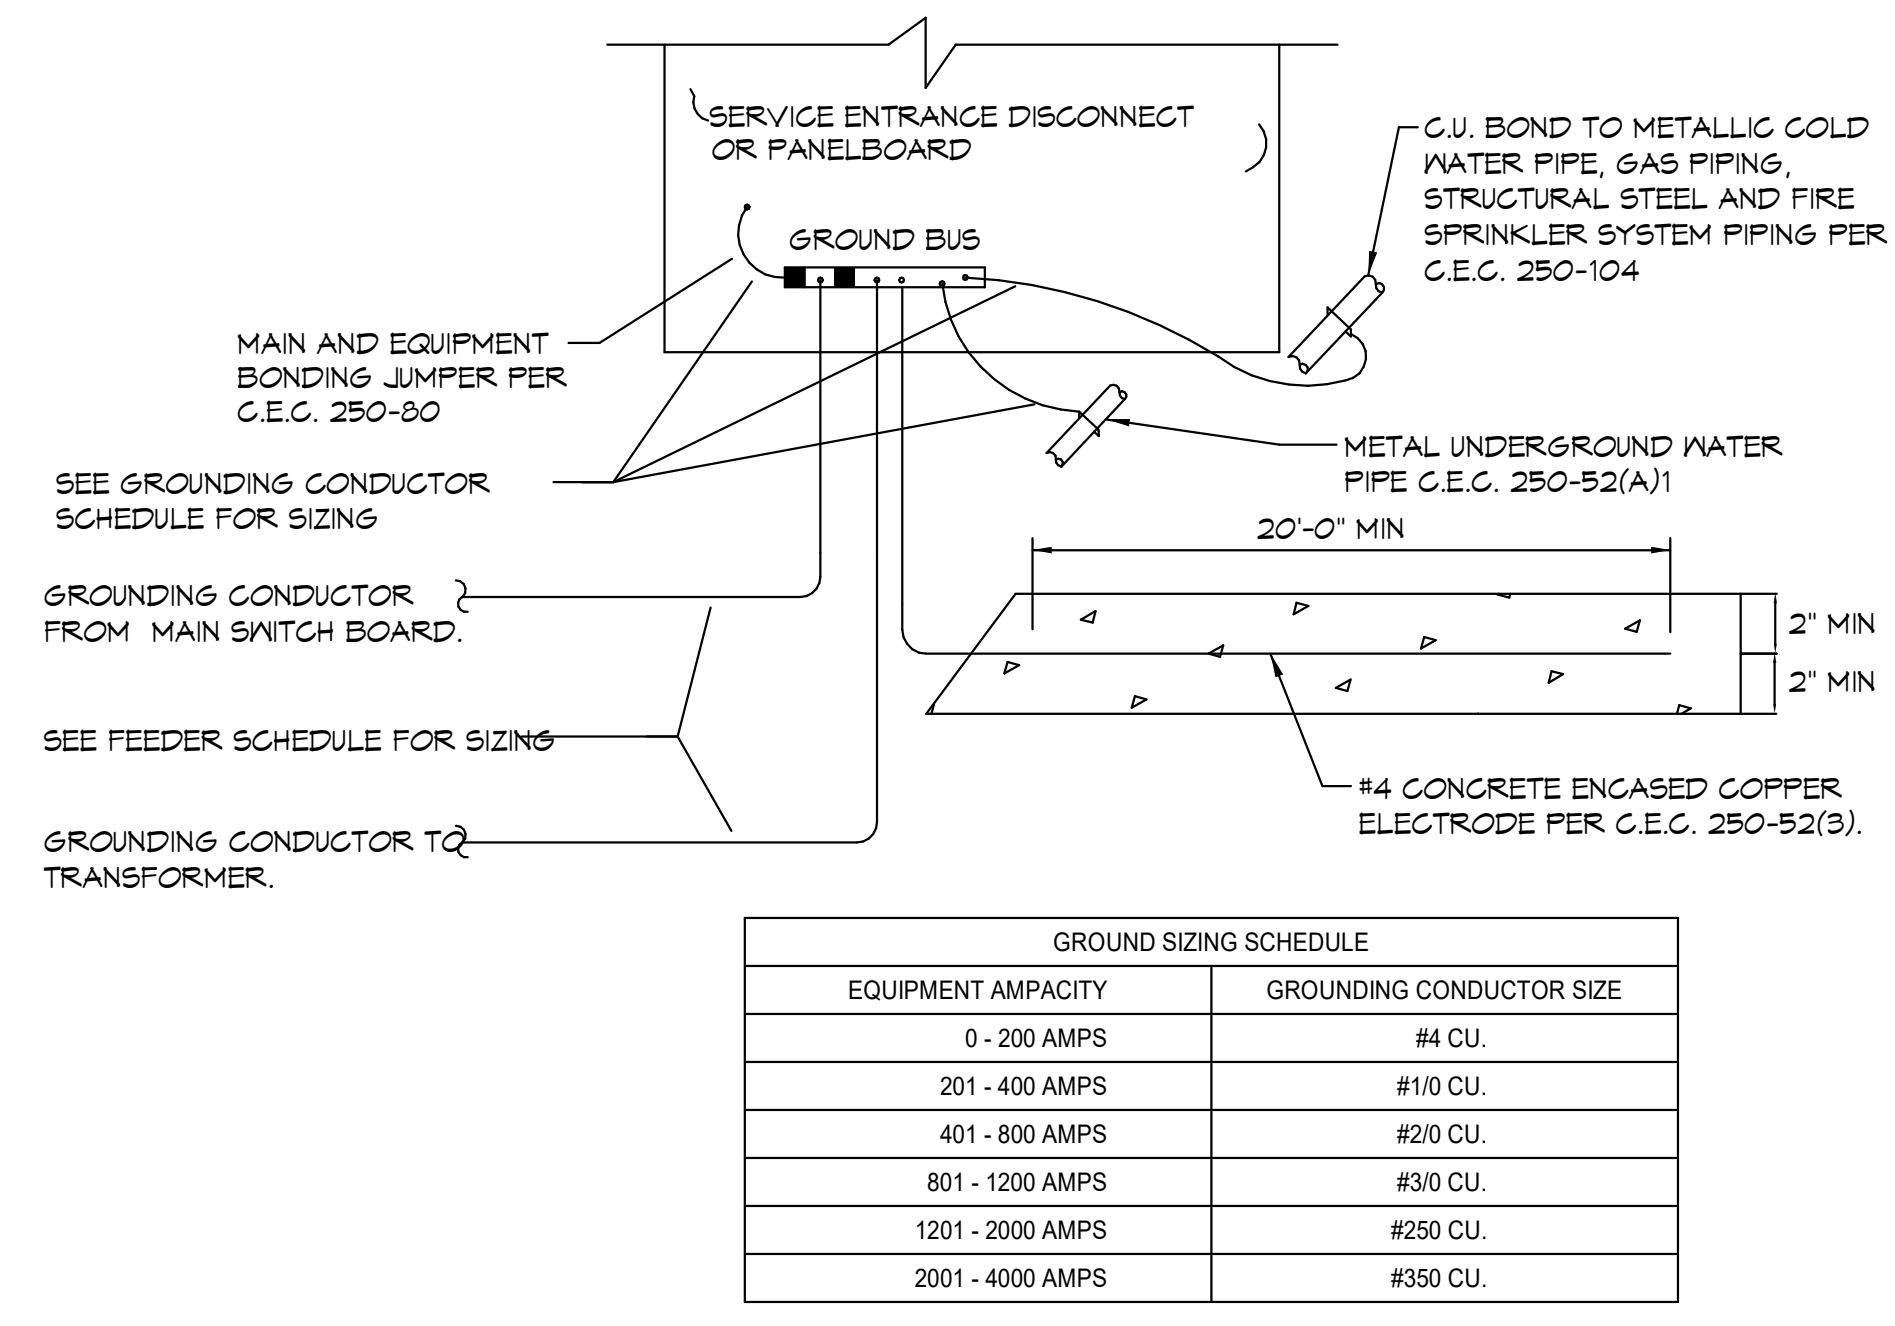 SERVICE ENTRANCE DISCONNECT
OR PANELBOARD
C.U. BOND TO METALLIC COLD
WATER PIPE, GAS PIPING,
STRUCTURAL STEEL AND FIRE
SPRINKLER SYSTEM PIPING PER
C.E.C. 250-104
GROUND BUS
MAIN AND EQUIPMENT
BONDING JUMPER PER
C.E.C. 250-80
METAL UNDERGROUND WATER
PIPE C.E.C. 250-52(A)1
SEE GROUNDING CONDUCTOR
SCHEDULE FOR SIZING
20'-0" MIN
GROUNDING CONDUCTOR
FROM MAIN SWITCH BOARD.
2" MIN
2" MIN
SEE FEEDER SCHEDULE FOR SIZING
#4 CONCRETE ENCASED COPPER
ELECTRODE PER C.E.C. 250-52(3).
GROUNDING CONDUCTOR TO
TRANSFORMER.
GROUND SIZING SCHEDULE
EQUIPMENT AMPACITY GROUNDING CONDUCTOR SIZE
0 - 200 AMPS #4 CU.
201 - 400 AMPS #1/0 CU.
401 - 800 AMPS #2/0 CU.
801 - 1200 AMPS #3/0 CU.
1201 - 2000 AMPS #250 CU.
2001 - 4000 AMPS #350 CU.